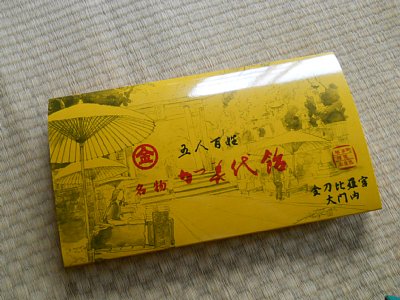 金
五人百姓
名物 加美代飴
金刀比羅宮
大門内